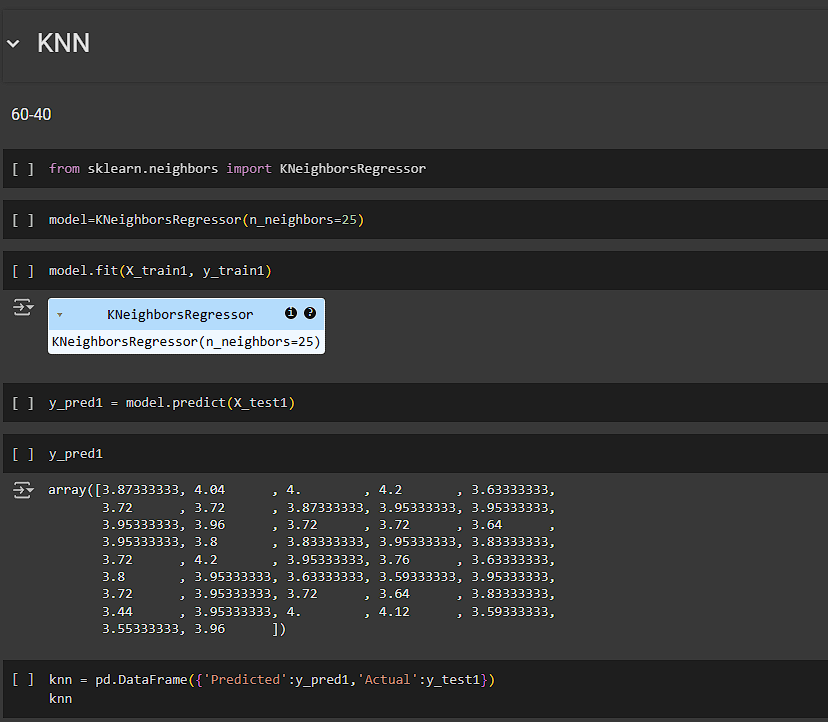 KNN
60-40
[ ] from sklearn.neighbors import KNeighborsRegressor
[ ] model=KNeighborsRegressor(n_neighbors=25)
[ ] model.fit(X_train1, y_train1)
KNeighborsRegressor i ?
KNeighborsRegressor(n_neighbors=25)
[ ] y_pred1 = model.predict(X_test1)
[ ] y_pred1
array([3.87333333, 4.04      , 4.        , 4.2       , 3.63333333,
       3.72      , 3.72      , 3.87333333, 3.95333333, 3.95333333,
       3.95333333, 3.96      , 3.72      , 3.72      , 3.64      ,
       3.95333333, 3.8       , 3.83333333, 3.95333333, 3.83333333,
       3.72      , 4.2       , 3.95333333, 3.76      , 3.63333333,
       3.8       , 3.95333333, 3.63333333, 3.59333333, 3.95333333,
       3.72      , 3.95333333, 3.72      , 3.64      , 3.83333333,
       3.44      , 3.95333333, 4.        , 4.12      , 3.59333333,
       3.55333333, 3.96      ])
[ ] knn = pd.DataFrame({'Predicted':y_pred1,'Actual':y_test1})
knn